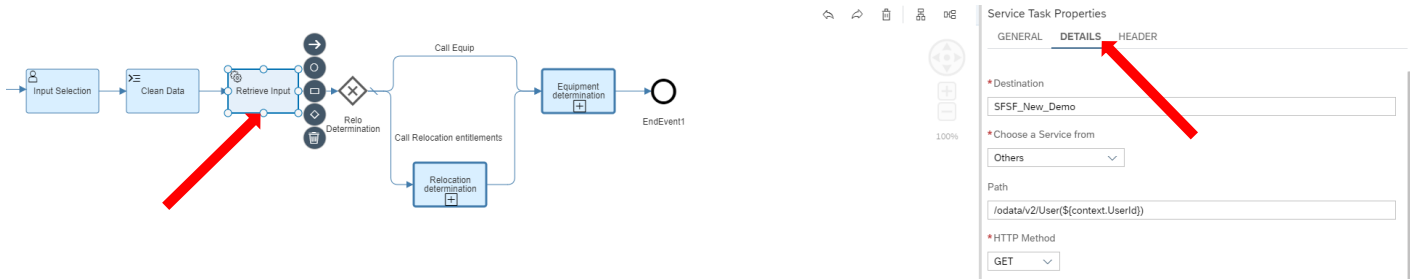 Input Selection
Clean Data
Retrieve Input
Relo
Determination
Call Equip
Call Relocation entitlements
Equipment
determination
Relocation
determination
EndEvent1
100%
Service Task Properties
GENERAL DETAILS HEADER
*Destination
SFSF_New_Demo
*Choose a Service from
Others
Path
/odata/v2/User(${context.UserId})
*HTTP Method
GET